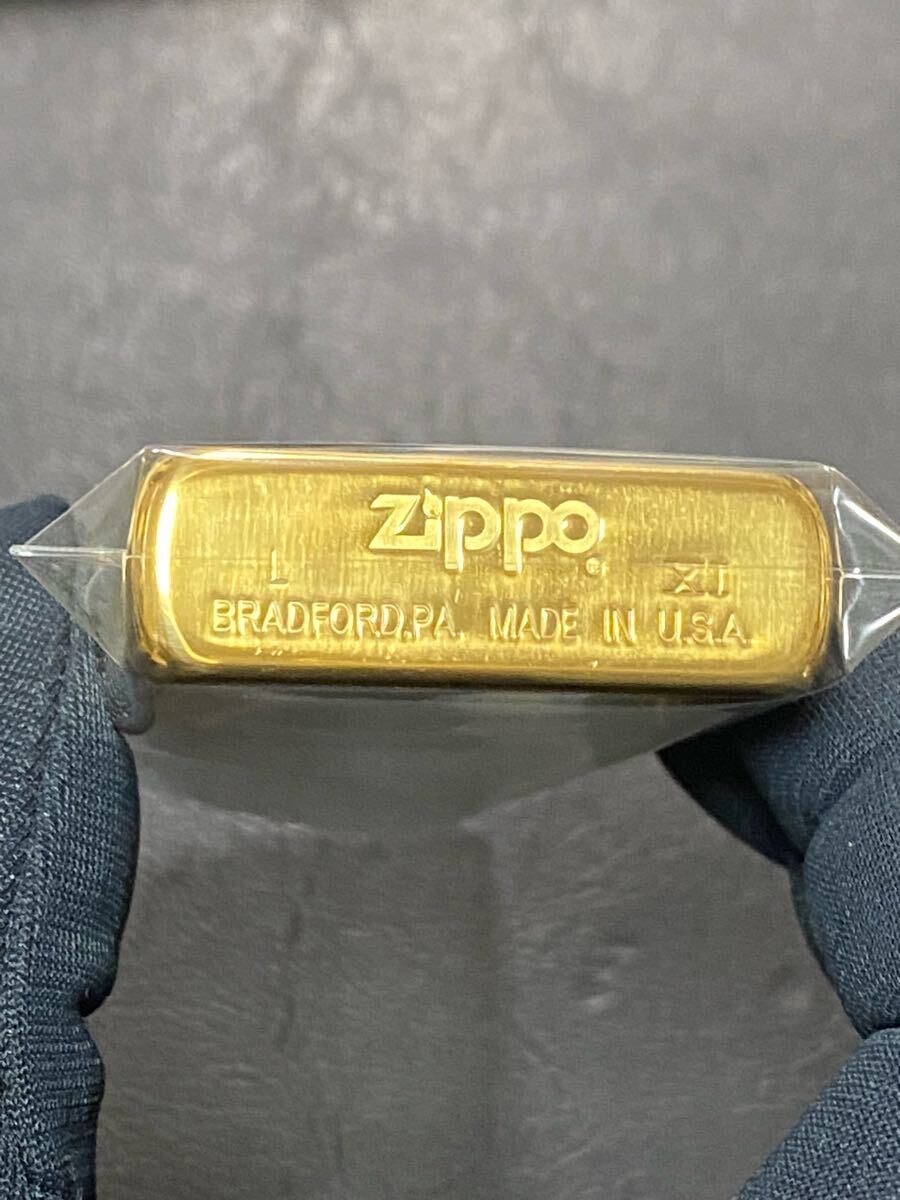 Zippo®
L XI
BRADFORD,PA. MADE IN U.S.A.